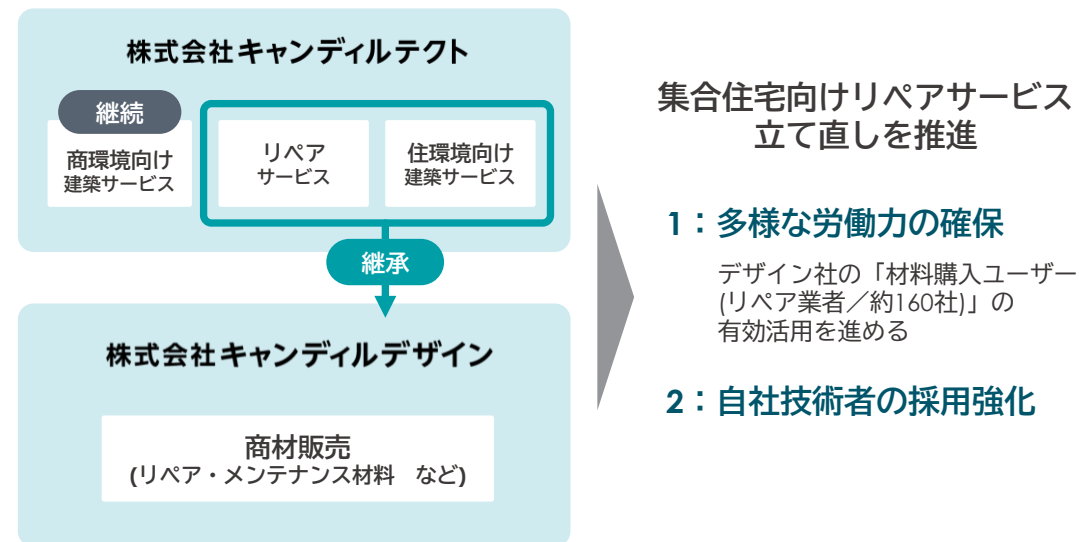 株式会社キャンディルテクト
継続
商環境向け
建築サービス
リペア
サービス
住環境向け
建築サービス
継承
株式会社キャンディルデザイン
商材販売
(リペア・メンテナンス材料　など)
集合住宅向けリペアサービス
立て直しを推進
1：多様な労働力の確保
デザイン社の「材料購入ユーザー
(リペア業者／約160社)」の
有効活用を進める
2：自社技術者の採用強化